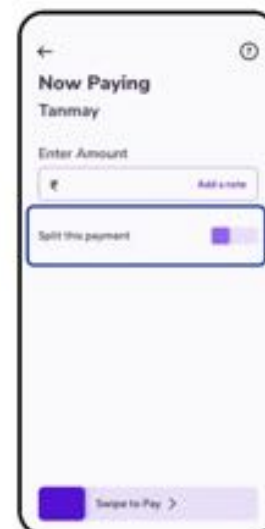 Now Paying
Tanmay
Enter Amount
₹ Add a note
Split this payment
Swipe to Pay